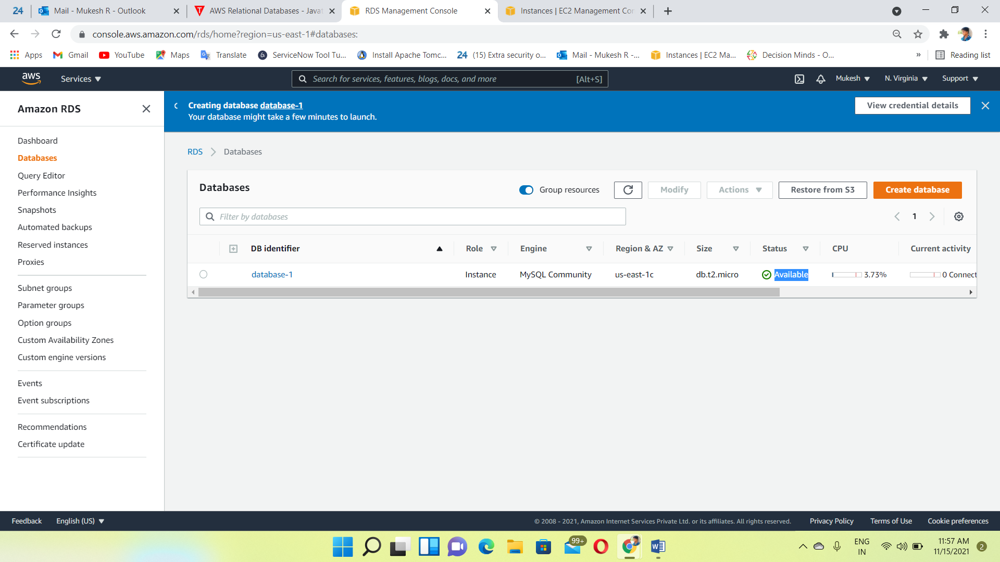 24
Mail - Mukesh R - Outlook
AWS Relational Databases - Javat
RDS Management Console
Instances | EC2 Management Con
console.aws.amazon.com/rds/home?region=us-east-1#databases:
Apps
Gmail
YouTube
Maps
Translate
ServiceNow Tool Tu...
Install Apache Tomc...
24 (15) Extra security o...
Mail - Mukesh R -...
Instances | EC2 Ma...
Decision Minds - O...
»
Reading list
aws
Services
Search for services, features, blogs, docs, and more [Alt+S]
Mukesh
N. Virginia
Support
Amazon RDS
Dashboard
Databases
Query Editor
Performance Insights
Snapshots
Automated backups
Reserved instances
Proxies
Subnet groups
Parameter groups
Option groups
Custom Availability Zones
Custom engine versions
Events
Event subscriptions
Recommendations
Certificate update
Creating database database-1
Your database might take a few minutes to launch.
View credential details
RDS
Databases
Databases
Group resources
Modify
Actions
Restore from S3
Create database
Filter by databases
1
DB identifier Role Engine Region & AZ Size Status CPU Current activity
database-1 Instance MySQL Community us-east-1c db.t2.micro Available 3.73% 0 Connect
Feedback
English (US)
© 2008 - 2021, Amazon Internet Services Private Ltd. or its affiliates. All rights reserved.
Privacy Policy
Terms of Use
Cookie preferences
99+
ENG
IN
11:57 AM
11/15/2021
2